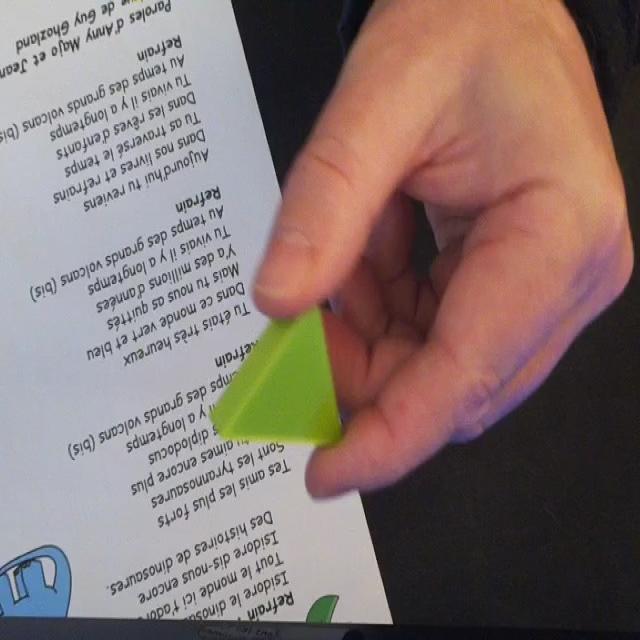 Refrain
Isidore le
Tout le monde ici
Isidore dis-nous encore
Des histoires de dinosaures.
Tes amis les plus forts
Sont les tyrannosaures
tu aimes encore plus
diplodocus
il y a longtemps
temps des grands volcans (bis)
Refrain
Tu étais très heureux
Dans ce monde vert et bleu
Mais tu nous as quittés
Y'a des millions d'années
Tu vivais il y a longtemps
Au temps des grands volcans (bis)
Refrain
Aujourd'hui tu reviens
Dans nos livres et refrains
Tu as traversé le temps
Dans les rêves d'enfants
Tu vivais il y a longtemps
Au temps des grands volcans (bis)
Refrain
Paroles d'Anny Majo et Jean
de Guy Ghozland